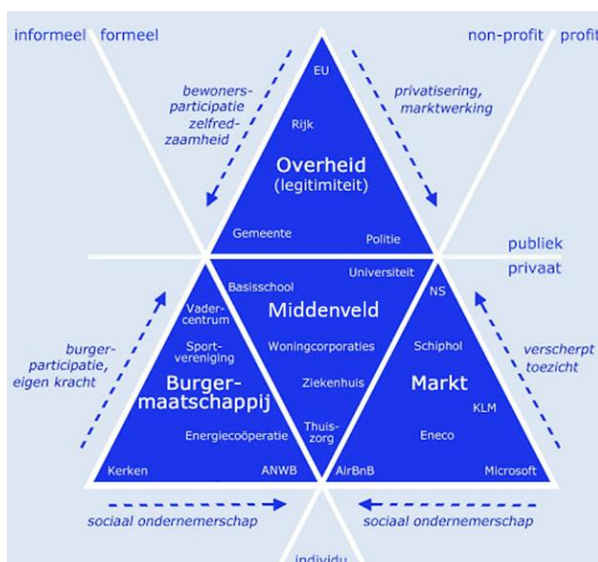 informeel formeel
non-profit profit
EU
bewoners-
participatie
zelfred-
zaamheid
privatisering,
marktwerking
Rijk
Overheid
(legitimiteit)
Gemeente
Politie
publiek
privaat
Universiteit
Basisschool
NS
Vader-
centrum
Middenveld
Sport-
vereniging
Woningcorporaties
Schiphol
burger-
participatie,
eigen kracht
verscherpt
toezicht
Burger-
maatschappij
Ziekenhuis
Markt
KLM
Thuis-
zorg
Energiecoöperatie
Eneco
Kerken
ANWB
AirBnB
Microsoft
sociaal ondernemerschap
sociaal ondernemerschap
individu